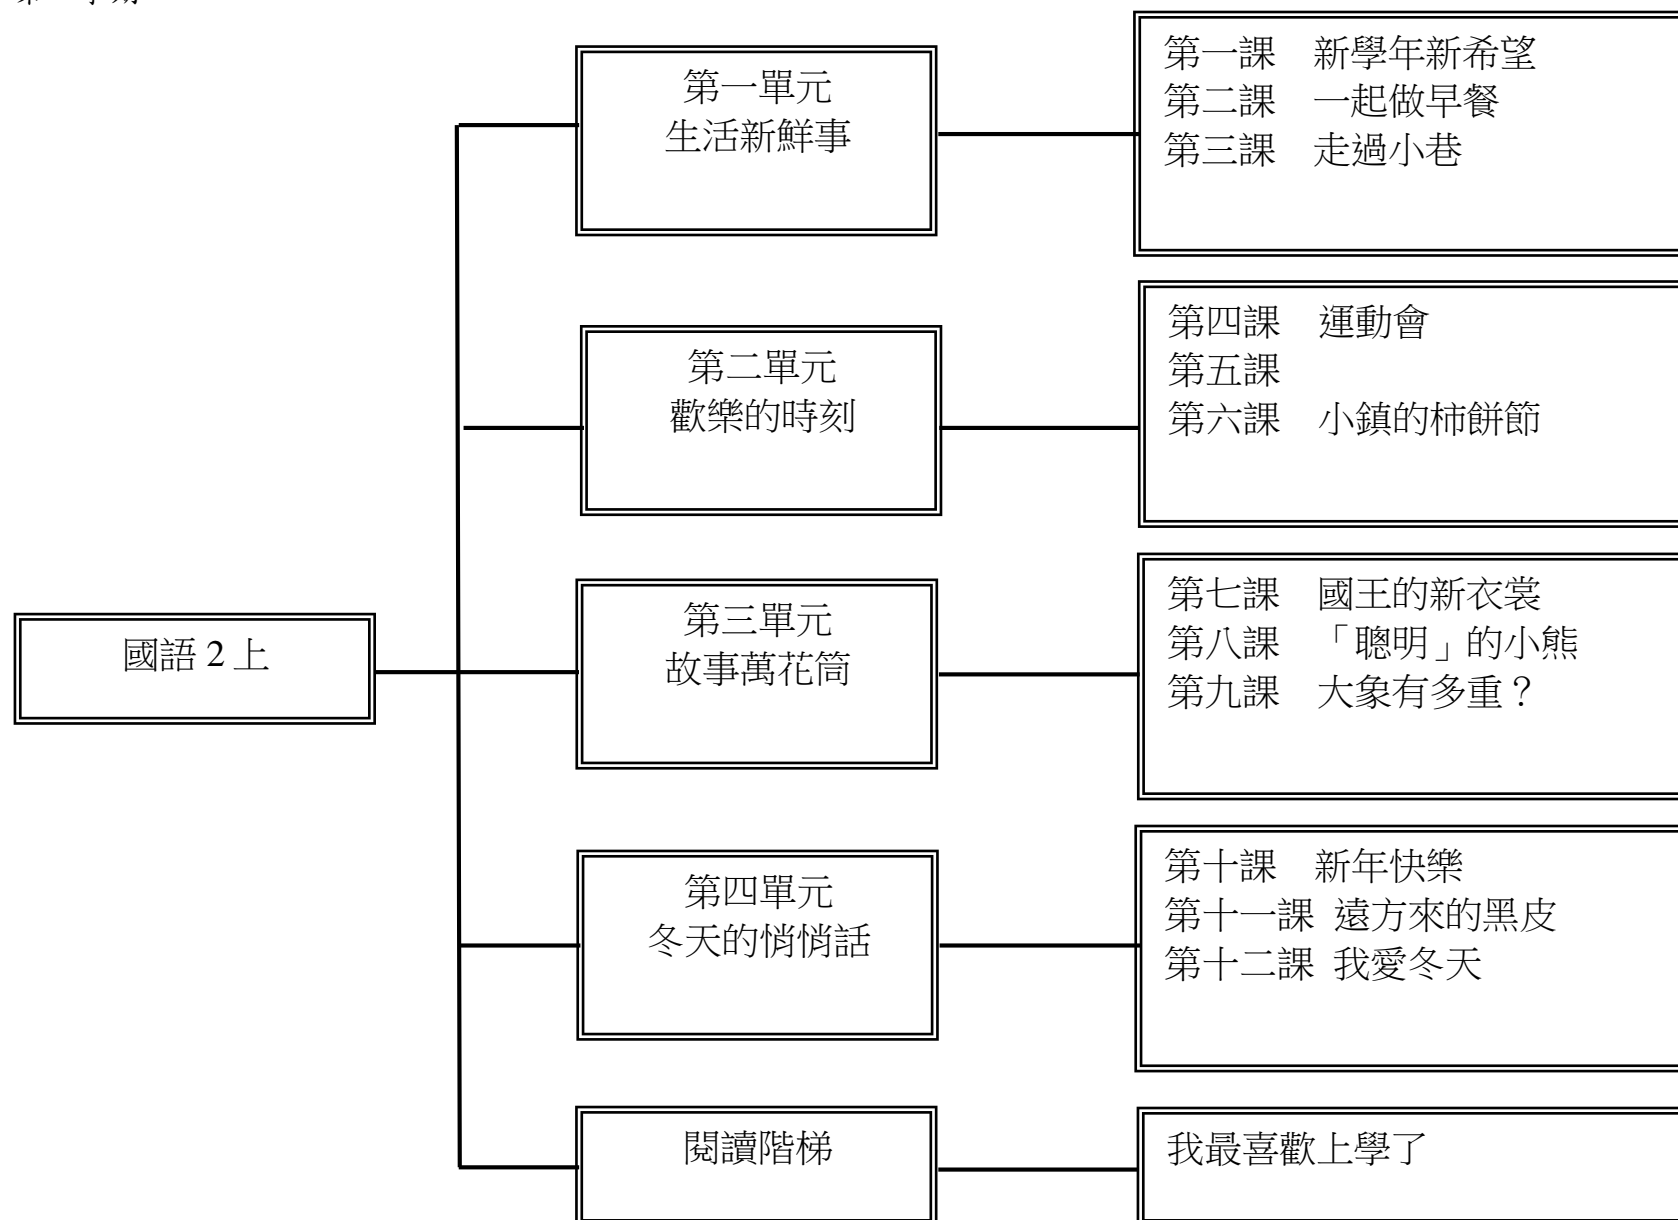 第一單元
生活新鮮事
第一課 新學年新希望
第二課 一起做早餐
第三課 走過小巷
第二單元
歡樂的時刻
第四課 運動會
第五課
第六課 小鎮的柿餅節
國語 2 上
第三單元
故事萬花筒
第七課 國王的新衣裳
第八課 「聰明」的小熊
第九課 大象有多重？
第四單元
冬天的悄悄話
第十課 新年快樂
第十一課 遠方來的黑皮
第十二課 我愛冬天
閱讀階梯
我最喜歡上學了